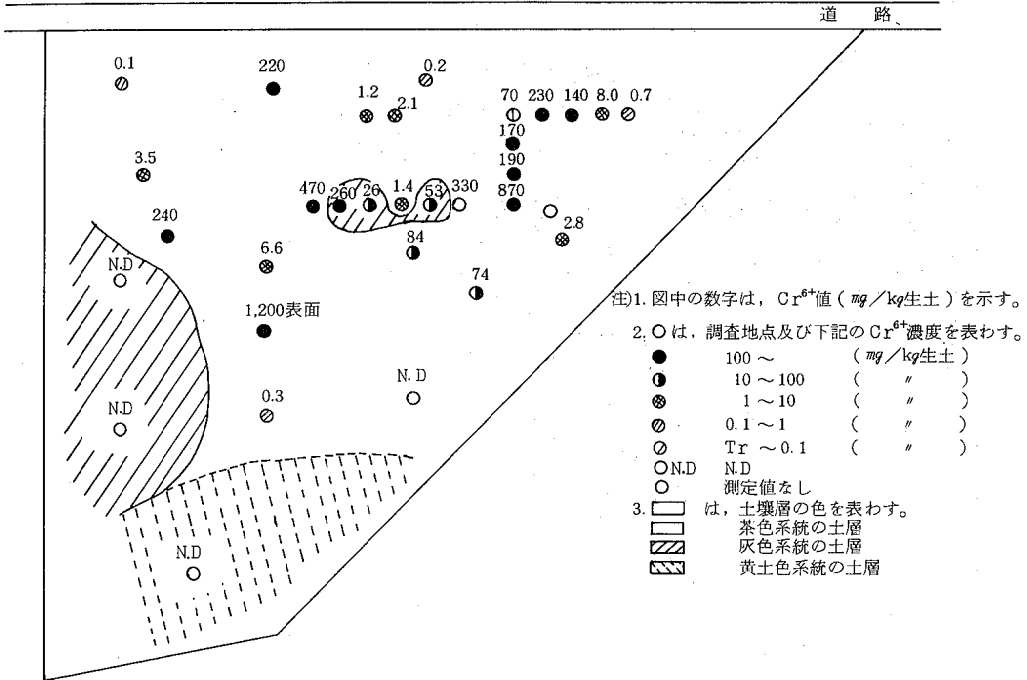 道路
0.1
220
0.2
1.2
2.1
70 230 140 8.0 0.7
170
3.5
190
470 260 26 1.4 53 330 870
240
2.8
84
6.6
N.D
74
1,200表面
N.D
N.D
0.3
N.D
注)1. 図中の数字は，Cr⁶⁺値（mg／kg生土）を示す。
2. ○は，調査地点及び下記のCr⁶⁺濃度を表わす。
100～ （mg／kg生土）
10～100 （ 〃 ）
1～10 （ 〃 ）
0.1～1 （ 〃 ）
Tr～0.1 （ 〃 ）
○N.D N.D
○ 測定値なし
3. は，土壌層の色を表わす。
茶色系統の土層
灰色系統の土層
黄土色系統の土層